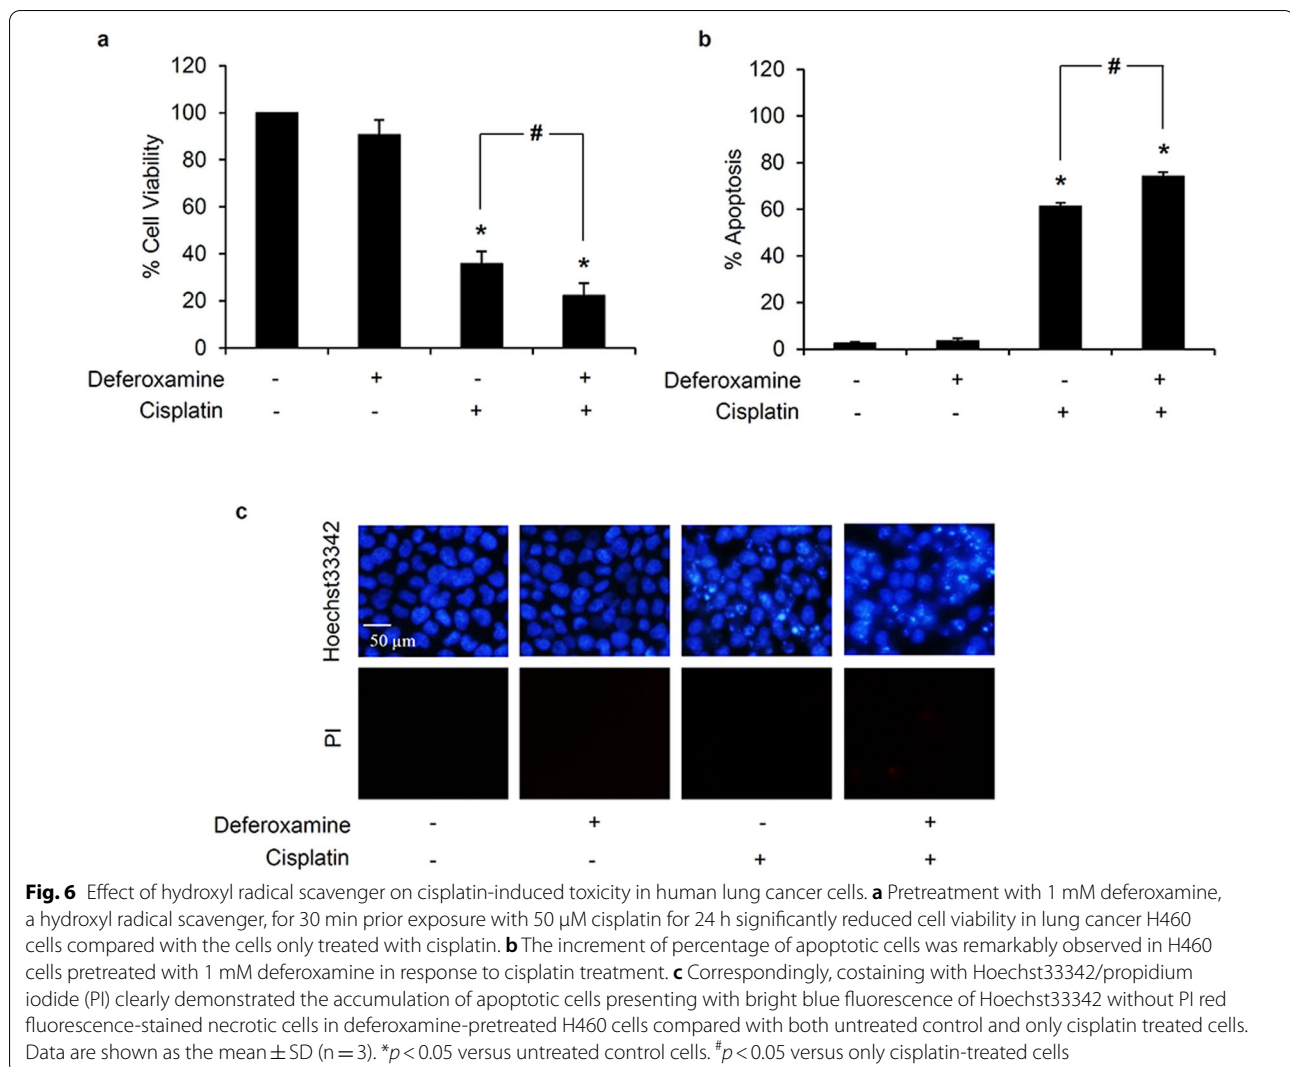 a
120
100
80
60
40
20
0
% Cell Viability
#
*
*
Deferoxamine - + - +
Cisplatin - - + +
b
120
100
80
60
40
20
0
% Apoptosis
#
*
*
Deferoxamine - + - +
Cisplatin - - + +
c
Hoechst33342
50 µm
PI
Deferoxamine - + - +
Cisplatin - - + +
Fig. 6 Effect of hydroxyl radical scavenger on cisplatin-induced toxicity in human lung cancer cells. a Pretreatment with 1 mM deferoxamine,
a hydroxyl radical scavenger, for 30 min prior exposure with 50 µM cisplatin for 24 h significantly reduced cell viability in lung cancer H460
cells compared with the cells only treated with cisplatin. b The increment of percentage of apoptotic cells was remarkably observed in H460
cells pretreated with 1 mM deferoxamine in response to cisplatin treatment. c Correspondingly, costaining with Hoechst33342/propidium
iodide (PI) clearly demonstrated the accumulation of apoptotic cells presenting with bright blue fluorescence of Hoechst33342 without PI red
fluorescence-stained necrotic cells in deferoxamine-pretreated H460 cells compared with both untreated control and only cisplatin treated cells.
Data are shown as the mean ± SD (n = 3). *p < 0.05 versus untreated control cells. #p < 0.05 versus only cisplatin-treated cells